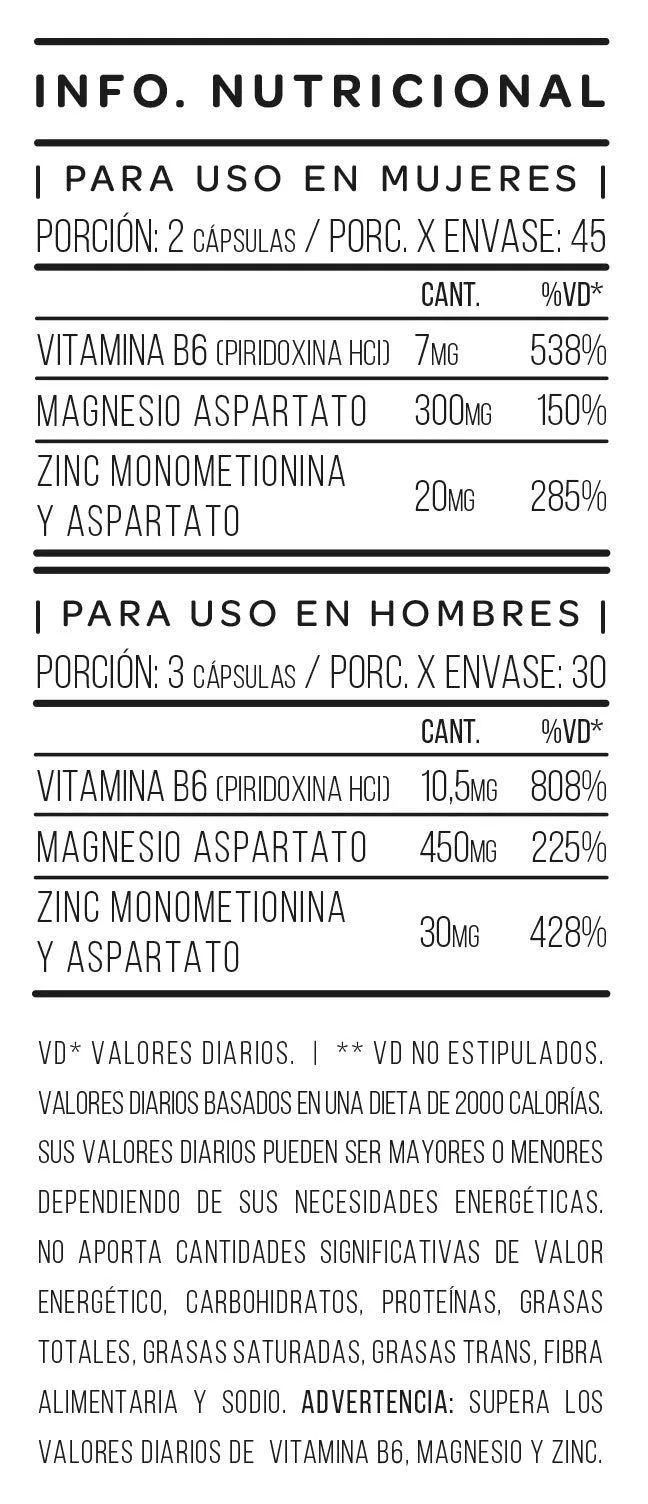 INFO. NUTRICIONAL
| PARA USO EN MUJERES |
PORCIÓN: 2 CÁPSULAS / PORC. X ENVASE: 45
CANT. %VD*
VITAMINA B6 (PIRIDOXINA HCl) 7MG 538%
MAGNESIO ASPARTATO 300MG 150%
ZINC MONOMETIONINA
Y ASPARTATO 20MG 285%
| PARA USO EN HOMBRES |
PORCIÓN: 3 CÁPSULAS / PORC. X ENVASE: 30
CANT. %VD*
VITAMINA B6 (PIRIDOXINA HCl) 10,5MG 808%
MAGNESIO ASPARTATO 450MG 225%
ZINC MONOMETIONINA
Y ASPARTATO 30MG 428%
VD* VALORES DIARIOS. | ** VD NO ESTIPULADOS.
VALORES DIARIOS BASADOS EN UNA DIETA DE 2000 CALORÍAS.
SUS VALORES DIARIOS PUEDEN SER MAYORES O MENORES
DEPENDIENDO DE SUS NECESIDADES ENERGÉTICAS.
NO APORTA CANTIDADES SIGNIFICATIVAS DE VALOR
ENERGÉTICO, CARBOHIDRATOS, PROTEÍNAS, GRASAS
TOTALES, GRASAS SATURADAS, GRASAS TRANS, FIBRA
ALIMENTARIA Y SODIO. ADVERTENCIA: SUPERA LOS
VALORES DIARIOS DE VITAMINA B6, MAGNESIO Y ZINC.